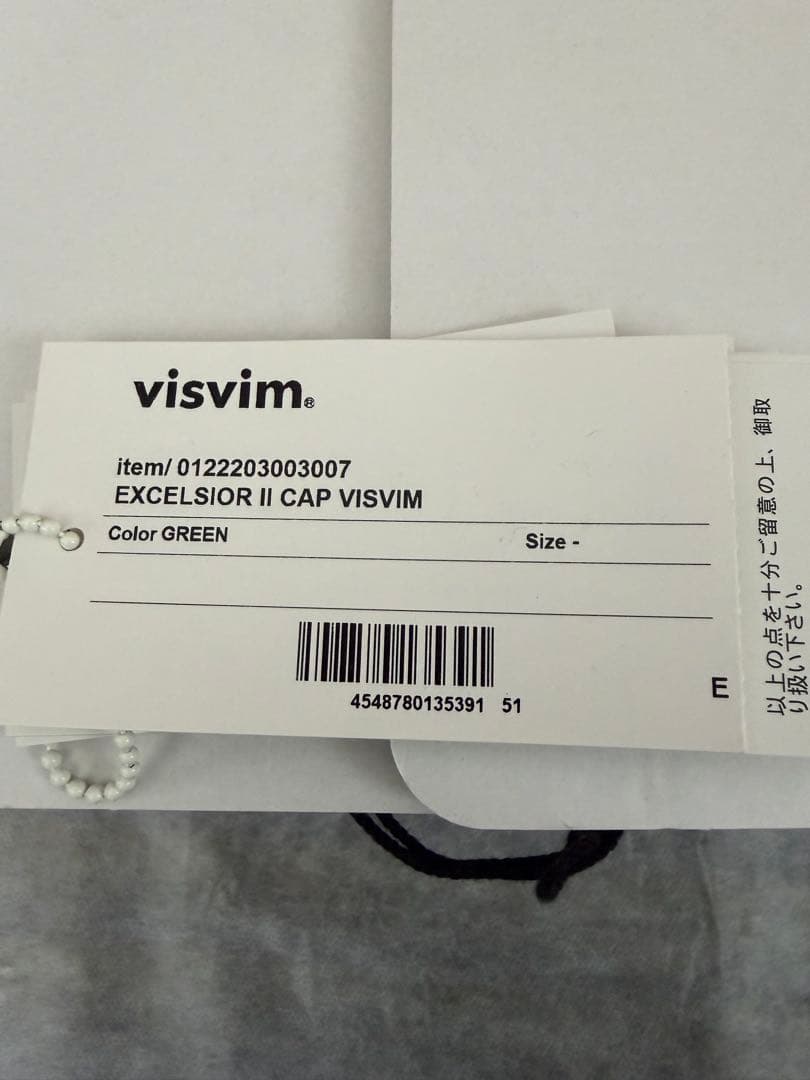 visvim®
item/ 0122203003007
EXCELSIOR II CAP VISVIM
Color GREEN
Size -
4548780135391 51
E
以上の点を十分ご留意の上、御取
り扱い下さい。